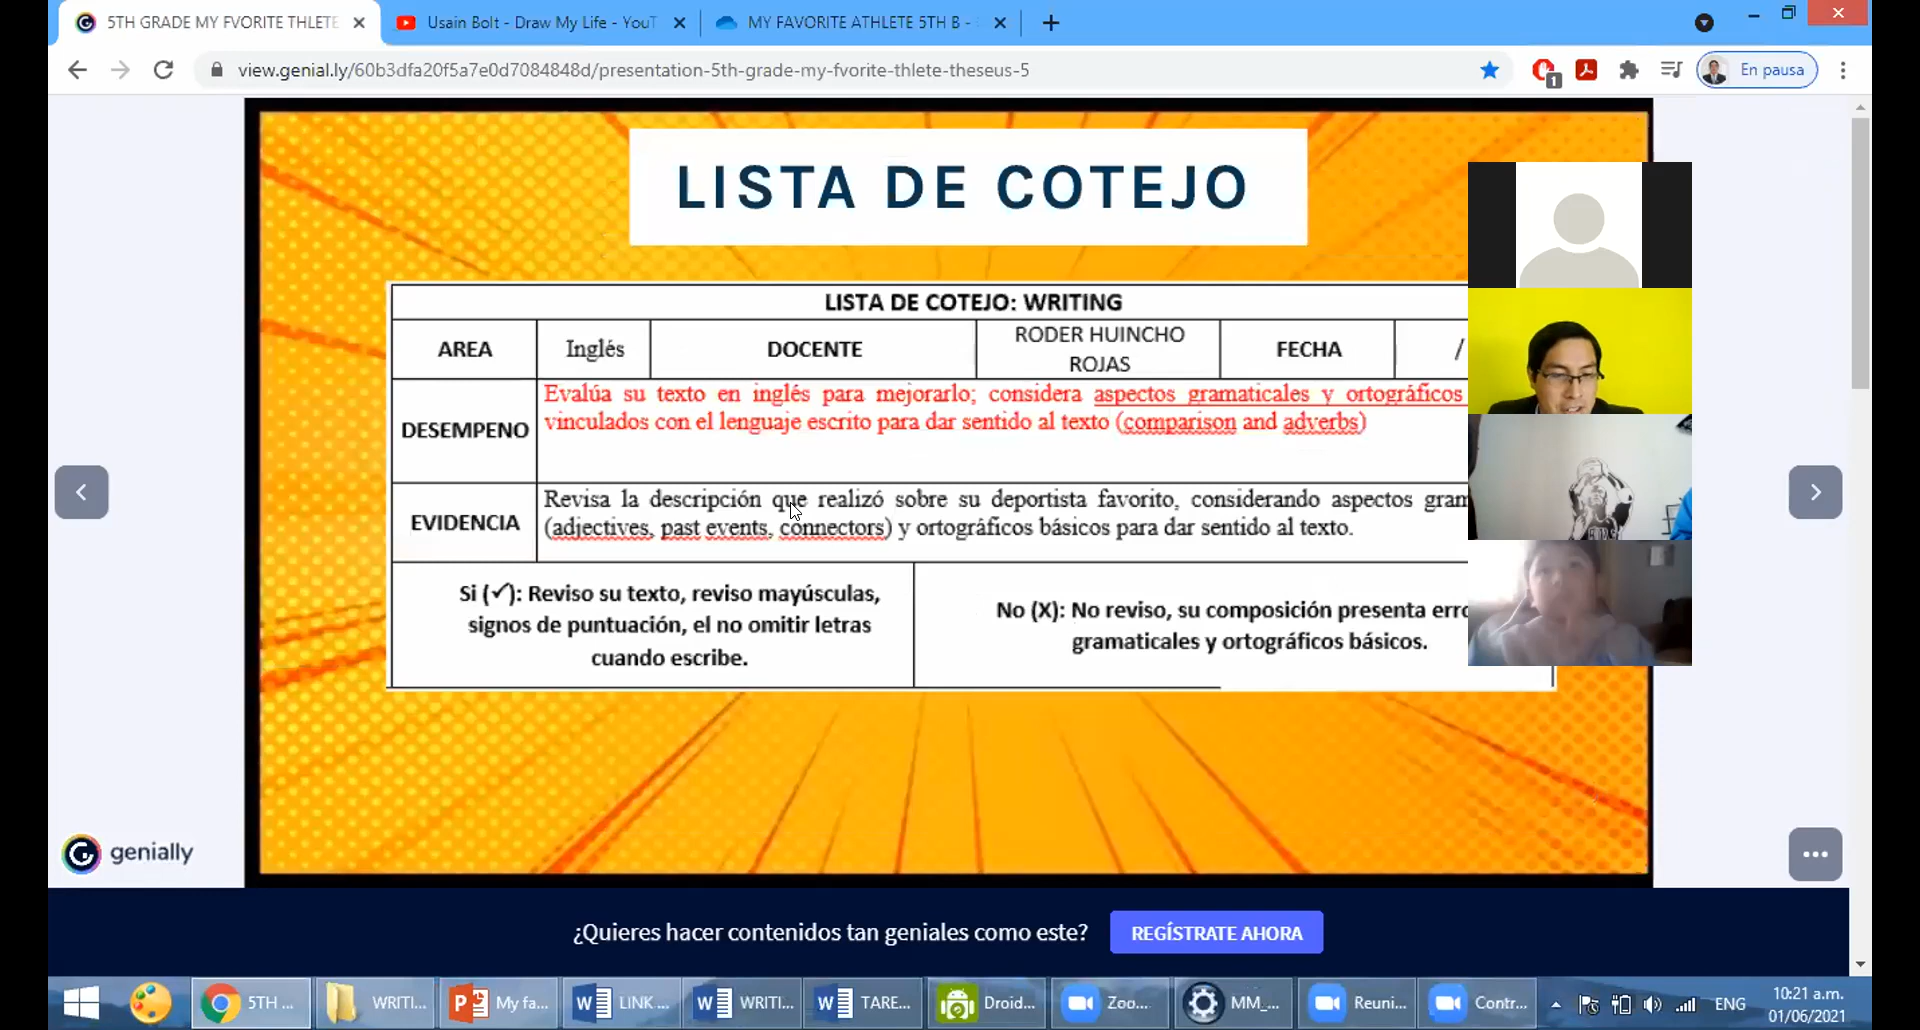 5TH GRADE MY FVORITE THLETE
Usain Bolt - Draw My Life - YouT
MY FAVORITE ATHLETE 5TH B -
view.genial.ly/60b3dfa20f5a7e0d7084848d/presentation-5th-grade-my-fvorite-thlete-theseus-5
1
En pausa
LISTA DE COTEJO
LISTA DE COTEJO: WRITING
AREA Inglés DOCENTE RODER HUINCHO ROJAS FECHA /
DESEMPENO
Evalúa su texto en inglés para mejorarlo; considera aspectos gramaticales y ortográficos
vinculados con el lenguaje escrito para dar sentido al texto (comparison and adverbs)
EVIDENCIA
Revisa la descripción que realizó sobre su deportista favorito, considerando aspectos gram
(adjectives, past events, connectors) y ortográficos básicos para dar sentido al texto.
Si (✓): Reviso su texto, reviso mayúsculas,
signos de puntuación, el no omitir letras
cuando escribe.
No (X): No reviso, su composición presenta erro
gramaticales y ortográficos básicos.
genially
¿Quieres hacer contenidos tan geniales como este? REGÍSTRATE AHORA
5TH ... WRITI... My fa... LINK ... WRITI... TARE... Droid... Zoo... MM_... Reuni... Contr... ENG
10:21 a.m.
01/06/2021